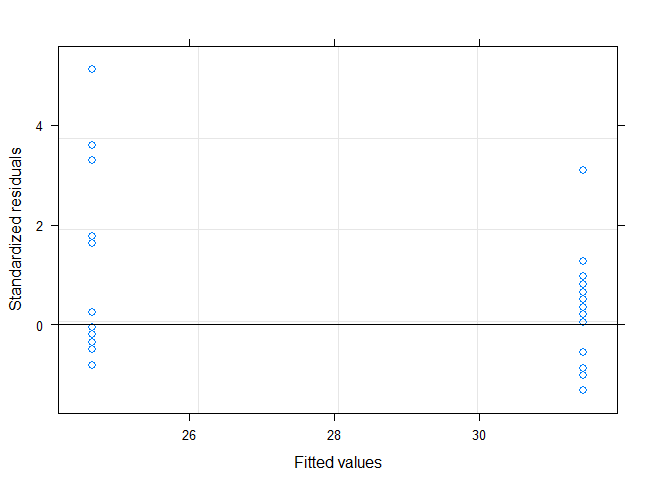 4
2
0
Standardized residuals
26 28 30
Fitted values